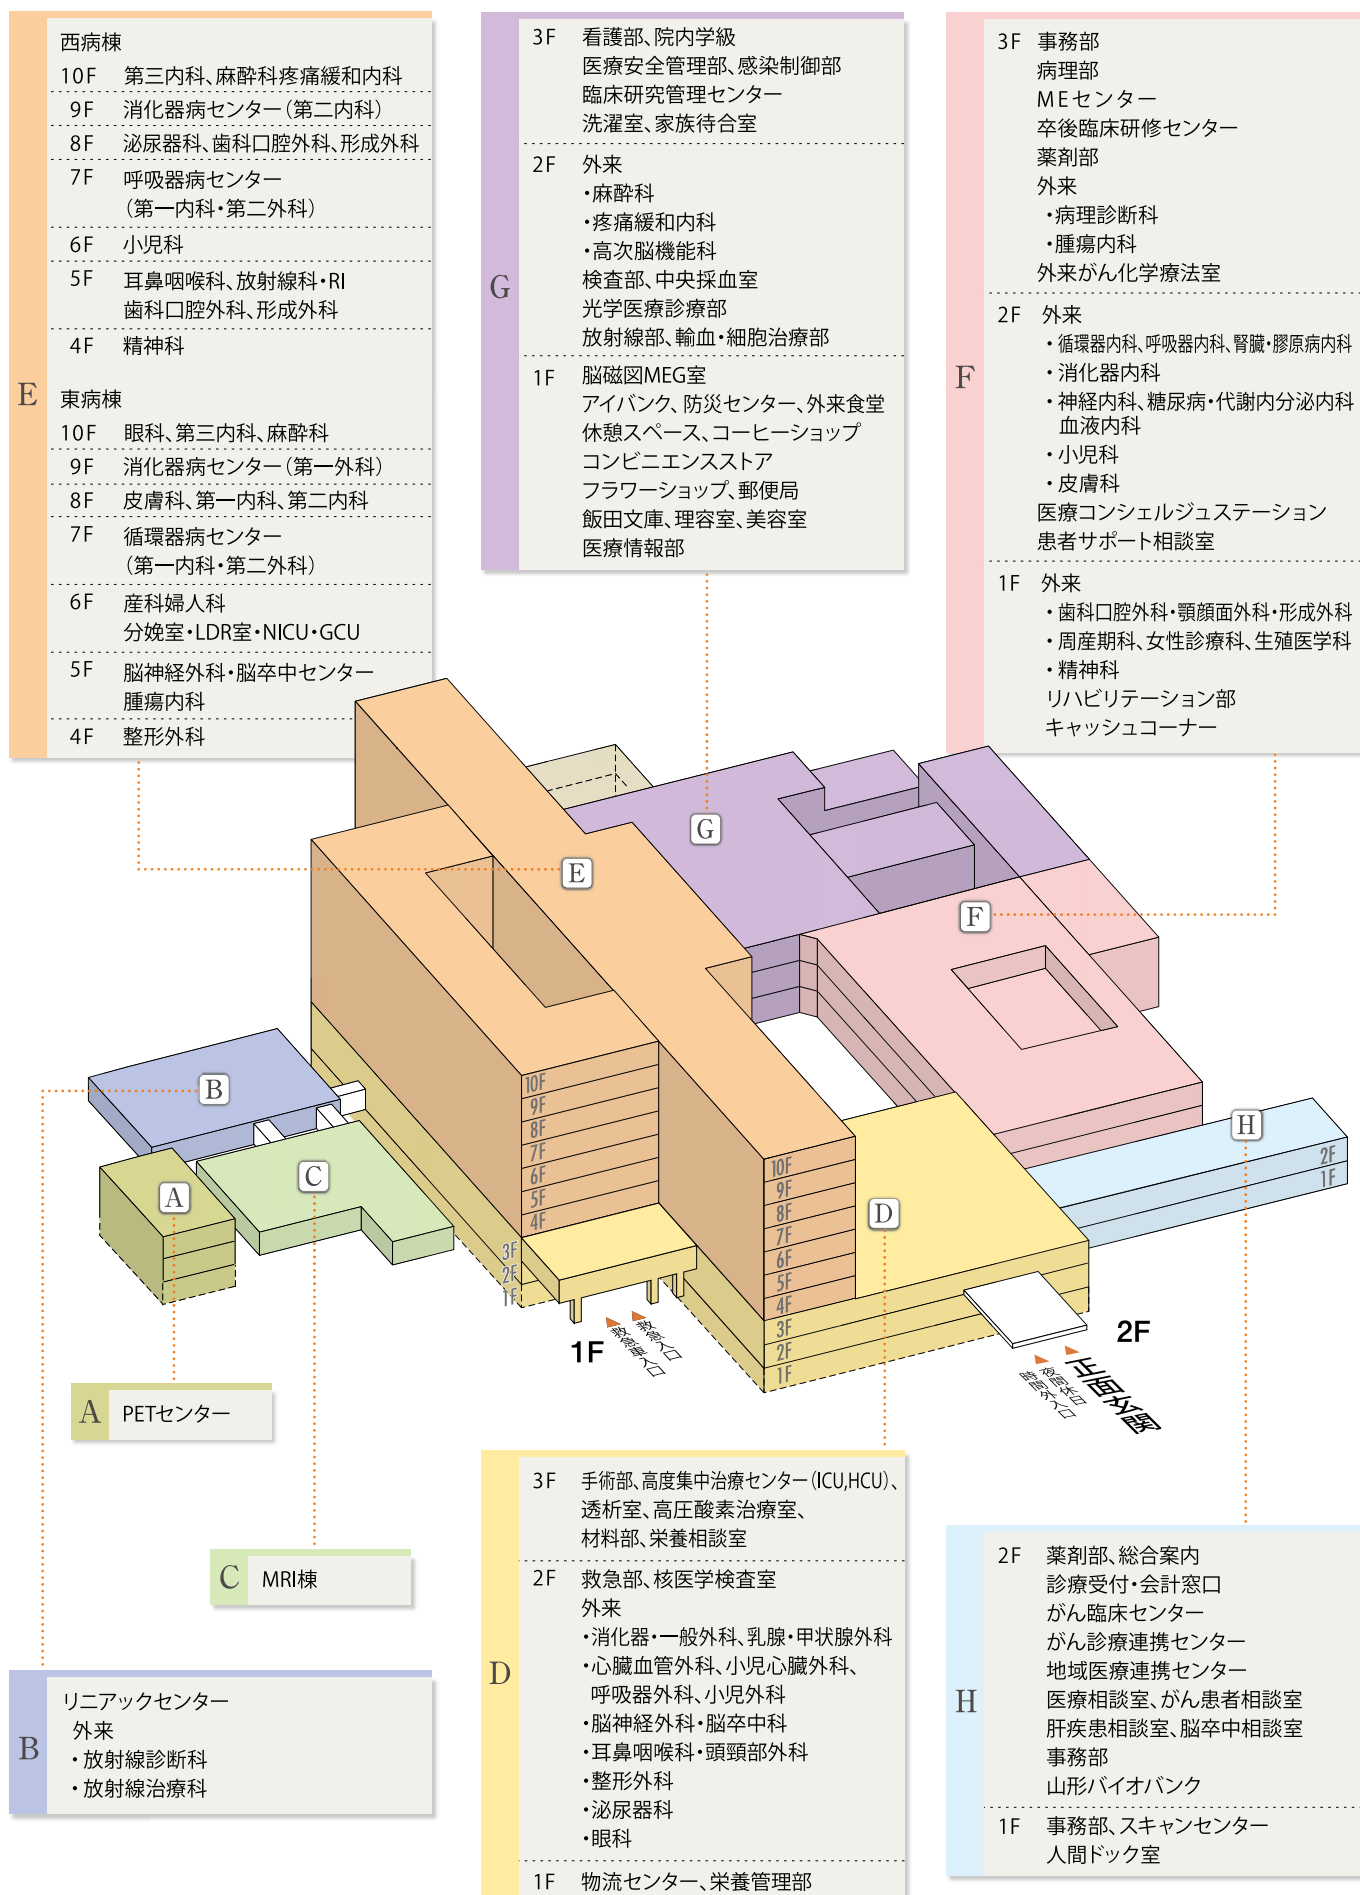 E
西病棟
10F 第三内科、麻酔科疼痛緩和内科
9F 消化器病センター(第二内科)
8F 泌尿器科、歯科口腔外科、形成外科
7F 呼吸器病センター
(第一内科・第二外科)
6F 小児科
5F 耳鼻咽喉科、放射線科・RI
歯科口腔外科、形成外科
4F 精神科
東病棟
10F 眼科、第三内科、麻酔科
9F 消化器病センター(第一外科)
8F 皮膚科、第一内科、第二内科
7F 循環器病センター
(第一内科・第二外科)
6F 産科婦人科
分娩室・LDR室・NICU・GCU
5F 脳神経外科・脳卒中センター
腫瘍内科
4F 整形外科
G
3F 看護部、院内学級
医療安全管理部、感染制御部
臨床研究管理センター
洗濯室、家族待合室
2F 外来
・麻酔科
・疼痛緩和内科
・高次脳機能科
検査部、中央採血室
光学医療診療部
放射線部、輸血・細胞治療部
1F 脳磁図MEG室
アイバンク、防災センター、外来食堂
休憩スペース、コーヒーショップ
コンビニエンスストア
フラワーショップ、郵便局
飯田文庫、理容室、美容室
医療情報部
F
3F 事務部
病理部
MEセンター
卒後臨床研修センター
薬剤部
外来
・病理診断科
・腫瘍内科
外来がん化学療法室
2F 外来
・循環器内科、呼吸器内科、腎臓・膠原病内科
・消化器内科
・神経内科、糖尿病・代謝内分泌内科
血液内科
・小児科
・皮膚科
医療コンシェルジュステーション
患者サポート相談室
1F 外来
・歯科口腔外科・顎顔面外科・形成外科
・周産期科、女性診療科、生殖医学科
・精神科
リハビリテーション部
キャッシュコーナー
G
E
F
B
C
A
D
H
10F
9F
8F
7F
6F
5F
4F
3F
2F
1F
10F
9F
8F
7F
6F
5F
4F
3F
2F
1F
2F
1F
1F
救急車入口
救急入口
2F
正面玄関
夜間休日
時間外入口
A PETセンター
C MRI棟
B
リニアックセンター
外来
・放射線診断科
・放射線治療科
D
3F 手術部、高度集中治療センター(ICU,HCU)、
透析室、高圧酸素治療室、
材料部、栄養相談室
2F 救急部、核医学検査室
外来
・消化器・一般外科、乳腺・甲状腺外科
・心臓血管外科、小児心臓外科、
呼吸器外科、小児外科
・脳神経外科・脳卒中科
・耳鼻咽喉科・頭頸部外科
・整形外科
・泌尿器科
・眼科
1F 物流センター、栄養管理部
H
2F 薬剤部、総合案内
診療受付・会計窓口
がん臨床センター
がん診療連携センター
地域医療連携センター
医療相談室、がん患者相談室
肝疾患相談室、脳卒中相談室
事務部
山形バイオバンク
1F 事務部、スキャンセンター
人間ドック室